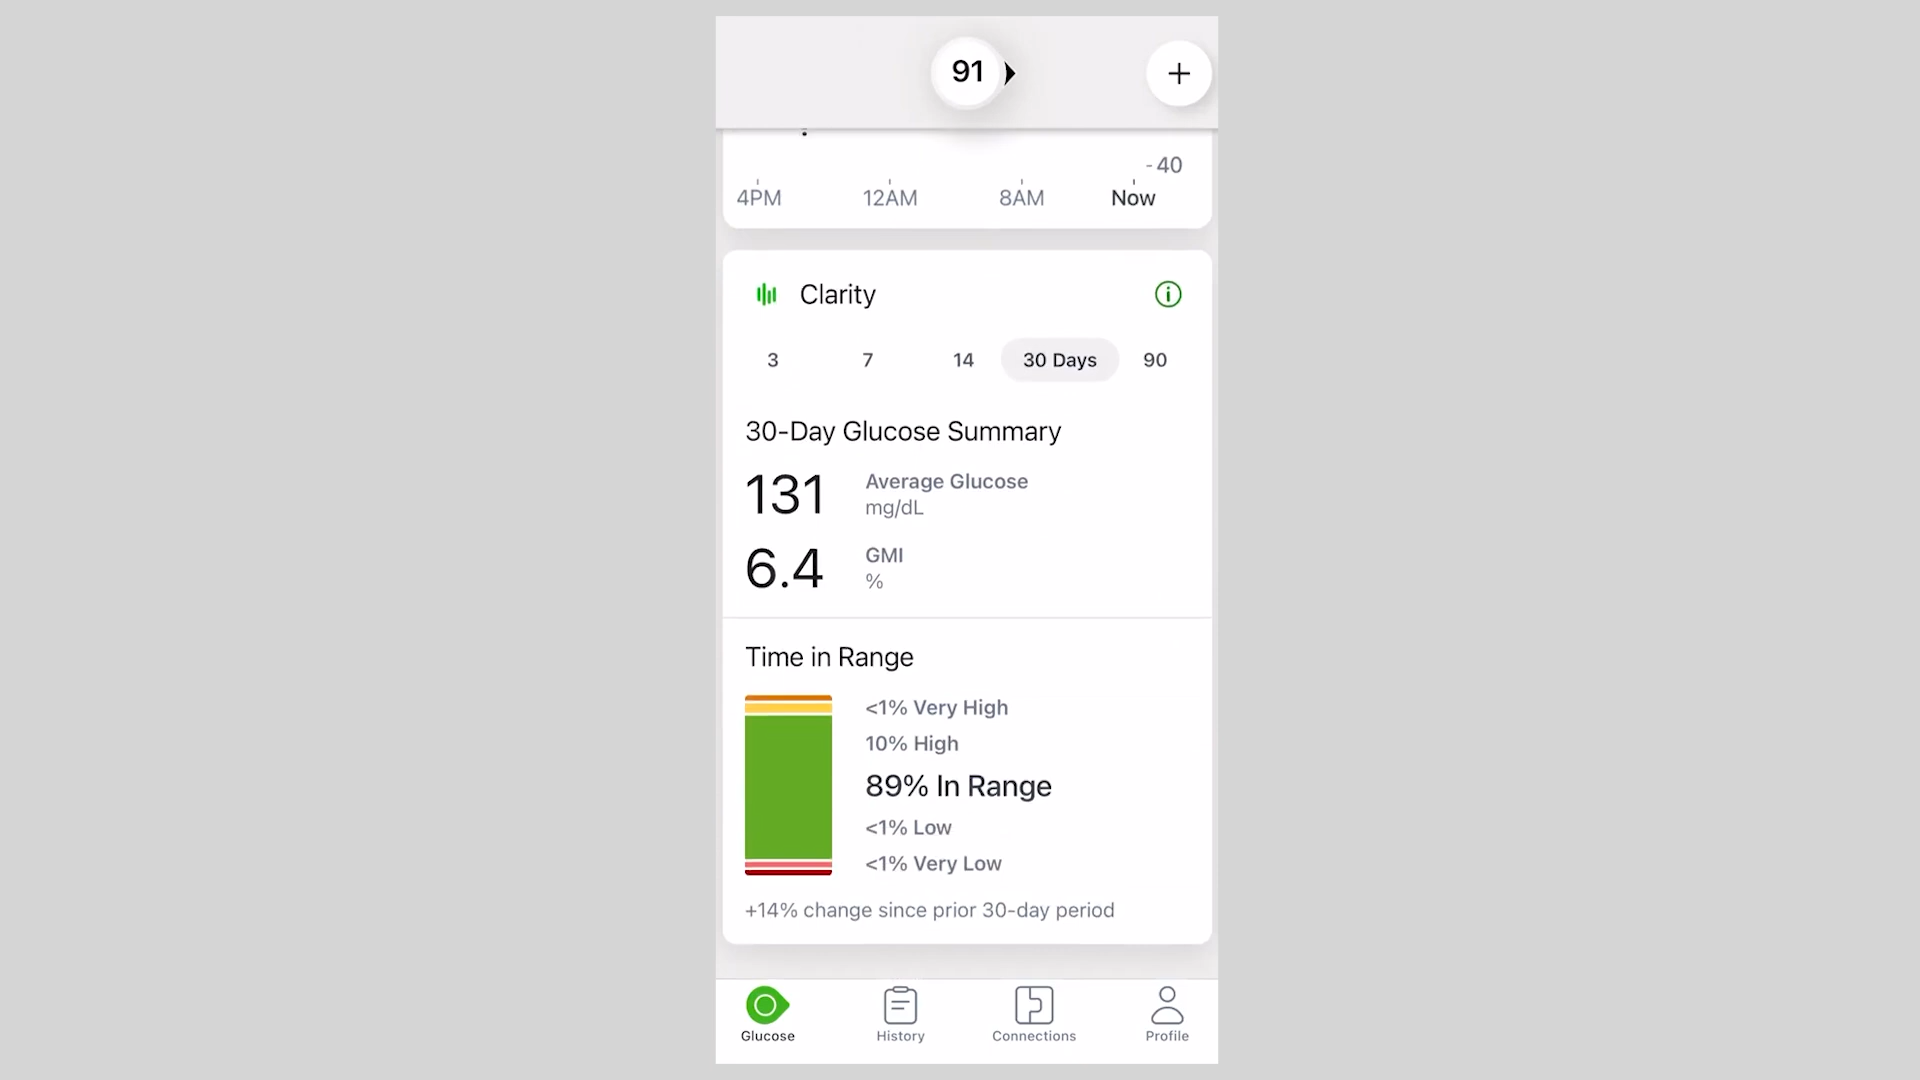 91
+
- 40
4PM 12AM 8AM Now
Clarity
3 7 14 30 Days 90
30-Day Glucose Summary
131 Average Glucose
mg/dL
6.4 GMI
%
Time in Range
<1% Very High
10% High
89% In Range
<1% Low
<1% Very Low
+14% change since prior 30-day period
Glucose History Connections Profile